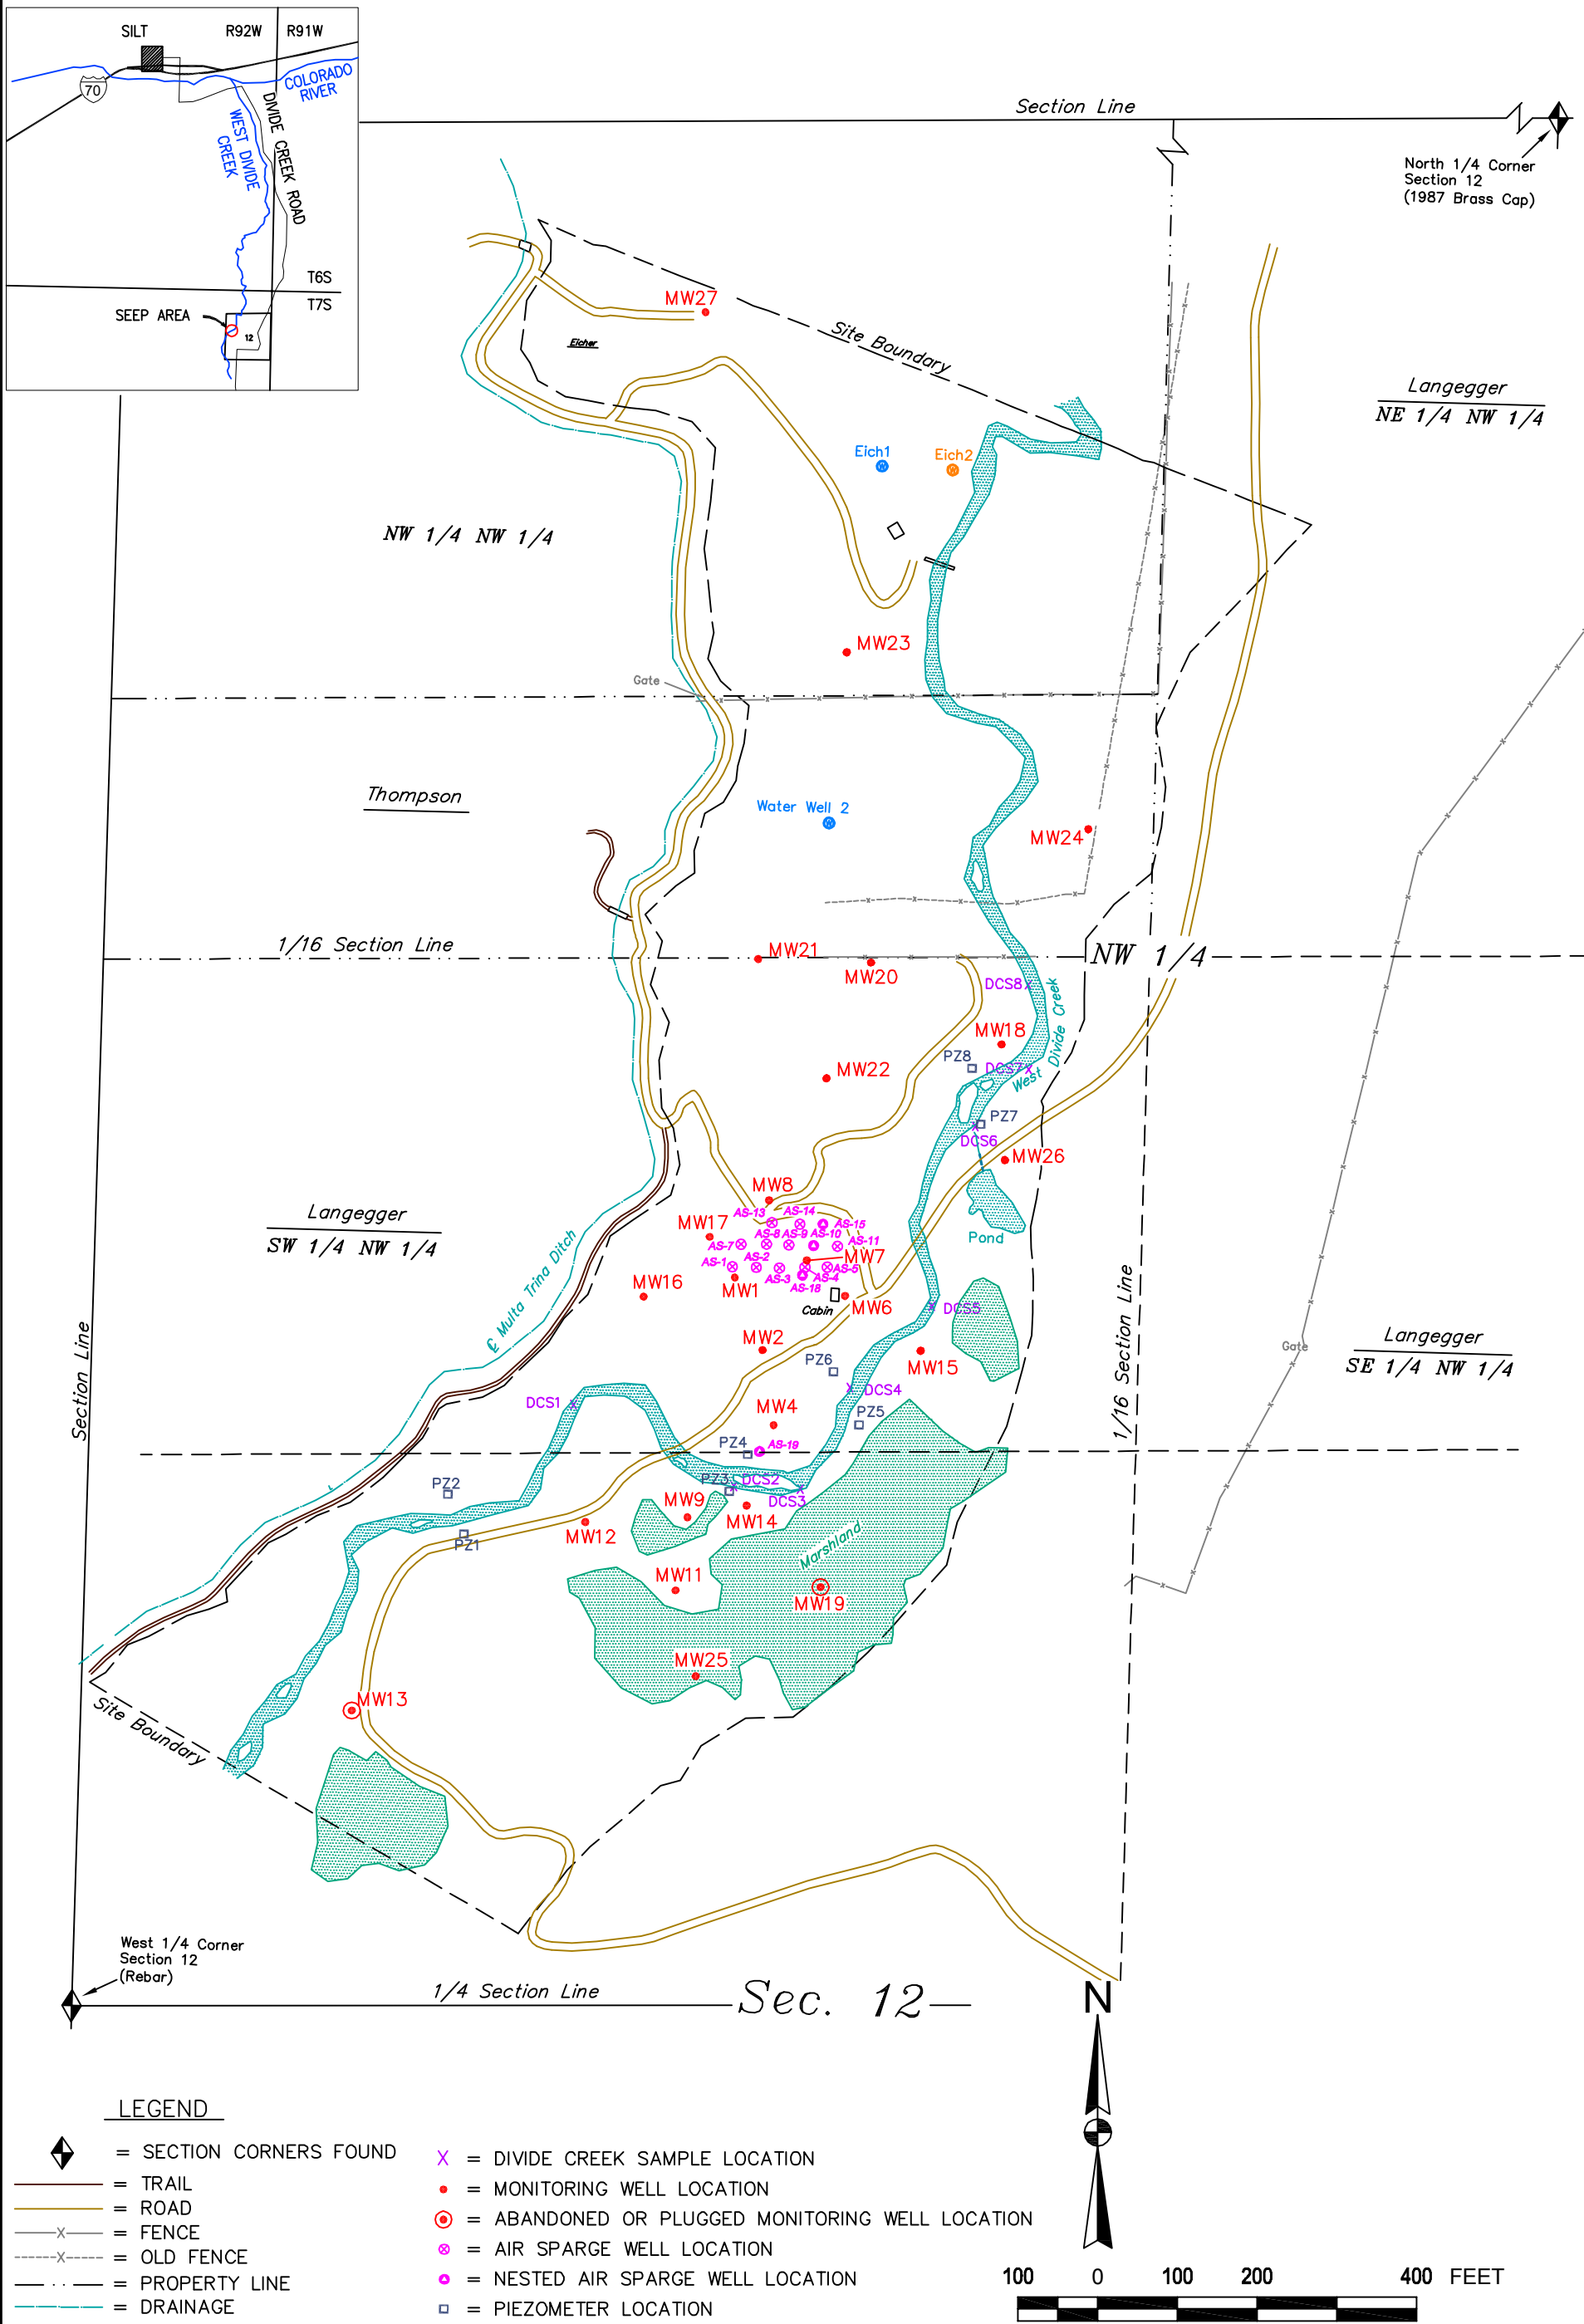 SILT
R92W
R91W
70
COLORADO
RIVER
WEST DIVIDE
CREEK
DIVIDE CREEK ROAD
T6S
T7S
SEEP AREA
12
Section Line
North 1/4 Corner
Section 12
(1987 Brass Cap)
MW27
Eicher
Site Boundary
Langegger
NE 1/4 NW 1/4
Eich1
Eich2
NW 1/4 NW 1/4
MW23
Gate
Thompson
Water Well 2
MW24
1/16 Section Line
MW21
MW20
NW 1/4
DCS8
West Divide Creek
MW18
PZ8
DCS7
MW22
PZ7
DCS6
MW26
MW8
Langegger
SW 1/4 NW 1/4
AS-13
AS-14
AS-15
MW17
AS-8
AS-9
AS-10
AS-7
AS-11
Pond
AS-1
AS-2
MW7
AS-3
AS-4
AS-5
AS-18
MW16
MW1
Cabin
MW6
DCS5
℄ Multa Trina Ditch
1/16 Section Line
Section Line
MW2
PZ6
MW15
Gate
Langegger
SE 1/4 NW 1/4
DCS1
DCS4
MW4
PZ5
PZ4
AS-19
PZ2
PZ3
DCS2
DCS3
MW9
MW14
MW12
PZ1
Marshland
MW11
MW19
MW25
MW13
Site Boundary
West 1/4 Corner
Section 12
(Rebar)
1/4 Section Line
Sec. 12
N
LEGEND
= SECTION CORNERS FOUND
= TRAIL
= ROAD
X = FENCE
X = OLD FENCE
= PROPERTY LINE
= DRAINAGE
X = DIVIDE CREEK SAMPLE LOCATION
= MONITORING WELL LOCATION
= ABANDONED OR PLUGGED MONITORING WELL LOCATION
= AIR SPARGE WELL LOCATION
= NESTED AIR SPARGE WELL LOCATION
= PIEZOMETER LOCATION
100 0 100 200 400 FEET